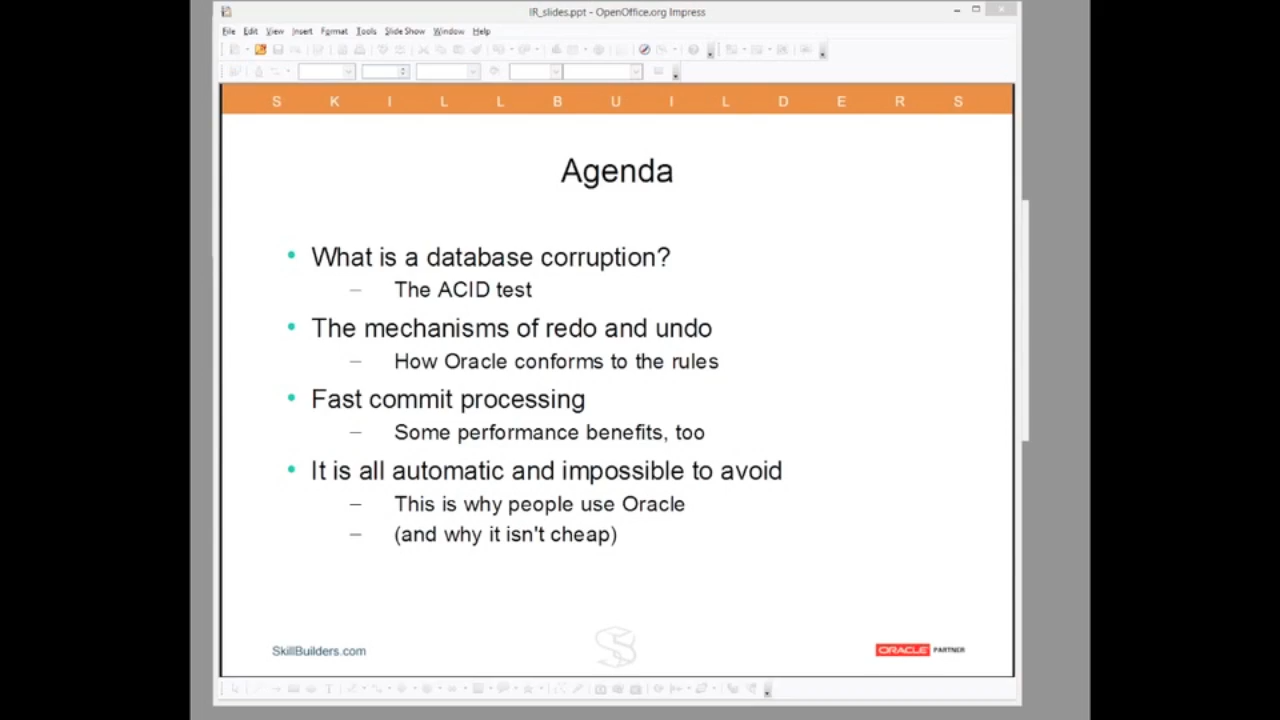 IR_slides.ppt - OpenOffice.org Impress
File Edit View Insert Format Tools Slide Show Window Help
S K I L L B U I L D E R S
Agenda
• What is a database corruption?
– The ACID test
• The mechanisms of redo and undo
– How Oracle conforms to the rules
• Fast commit processing
– Some performance benefits, too
• It is all automatic and impossible to avoid
– This is why people use Oracle
– (and why it isn't cheap)
SkillBuilders.com
ORACLE PARTNER